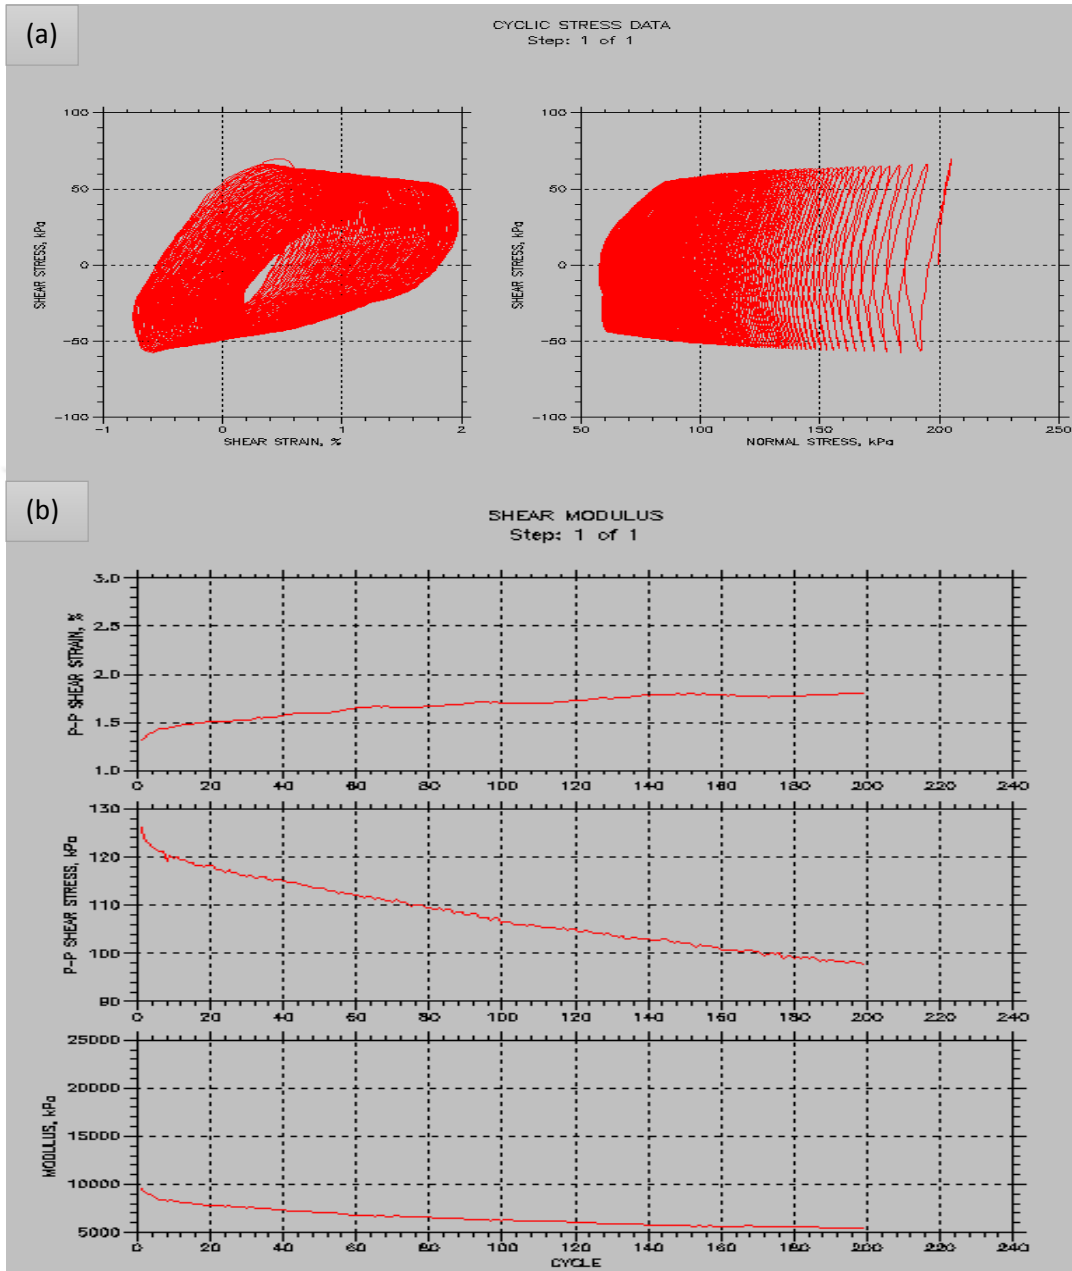 (a)
CYCLIC STRESS DATA
Step: 1 of 1
100
50
0
-50
-100
SHEAR STRESS, kPa
-1 0 1 2
SHEAR STRAIN, %
100
50
0
-50
-100
SHEAR STRESS, kPa
50 100 150 200 250
NORMAL STRESS, kPa
(b)
SHEAR MODULUS
Step: 1 of 1
3.0
2.5
2.0
1.5
1.0
P-P SHEAR STRAIN, %
0 20 40 60 80 100 120 140 160 180 200 220 240
130
120
110
100
90
P-P SHEAR STRESS, kPa
0 20 40 60 80 100 120 140 160 180 200 220 240
25000
20000
15000
10000
5000
MODULUS, kPa
0 20 40 60 80 100 120 140 160 180 200 220 240
CYCLE